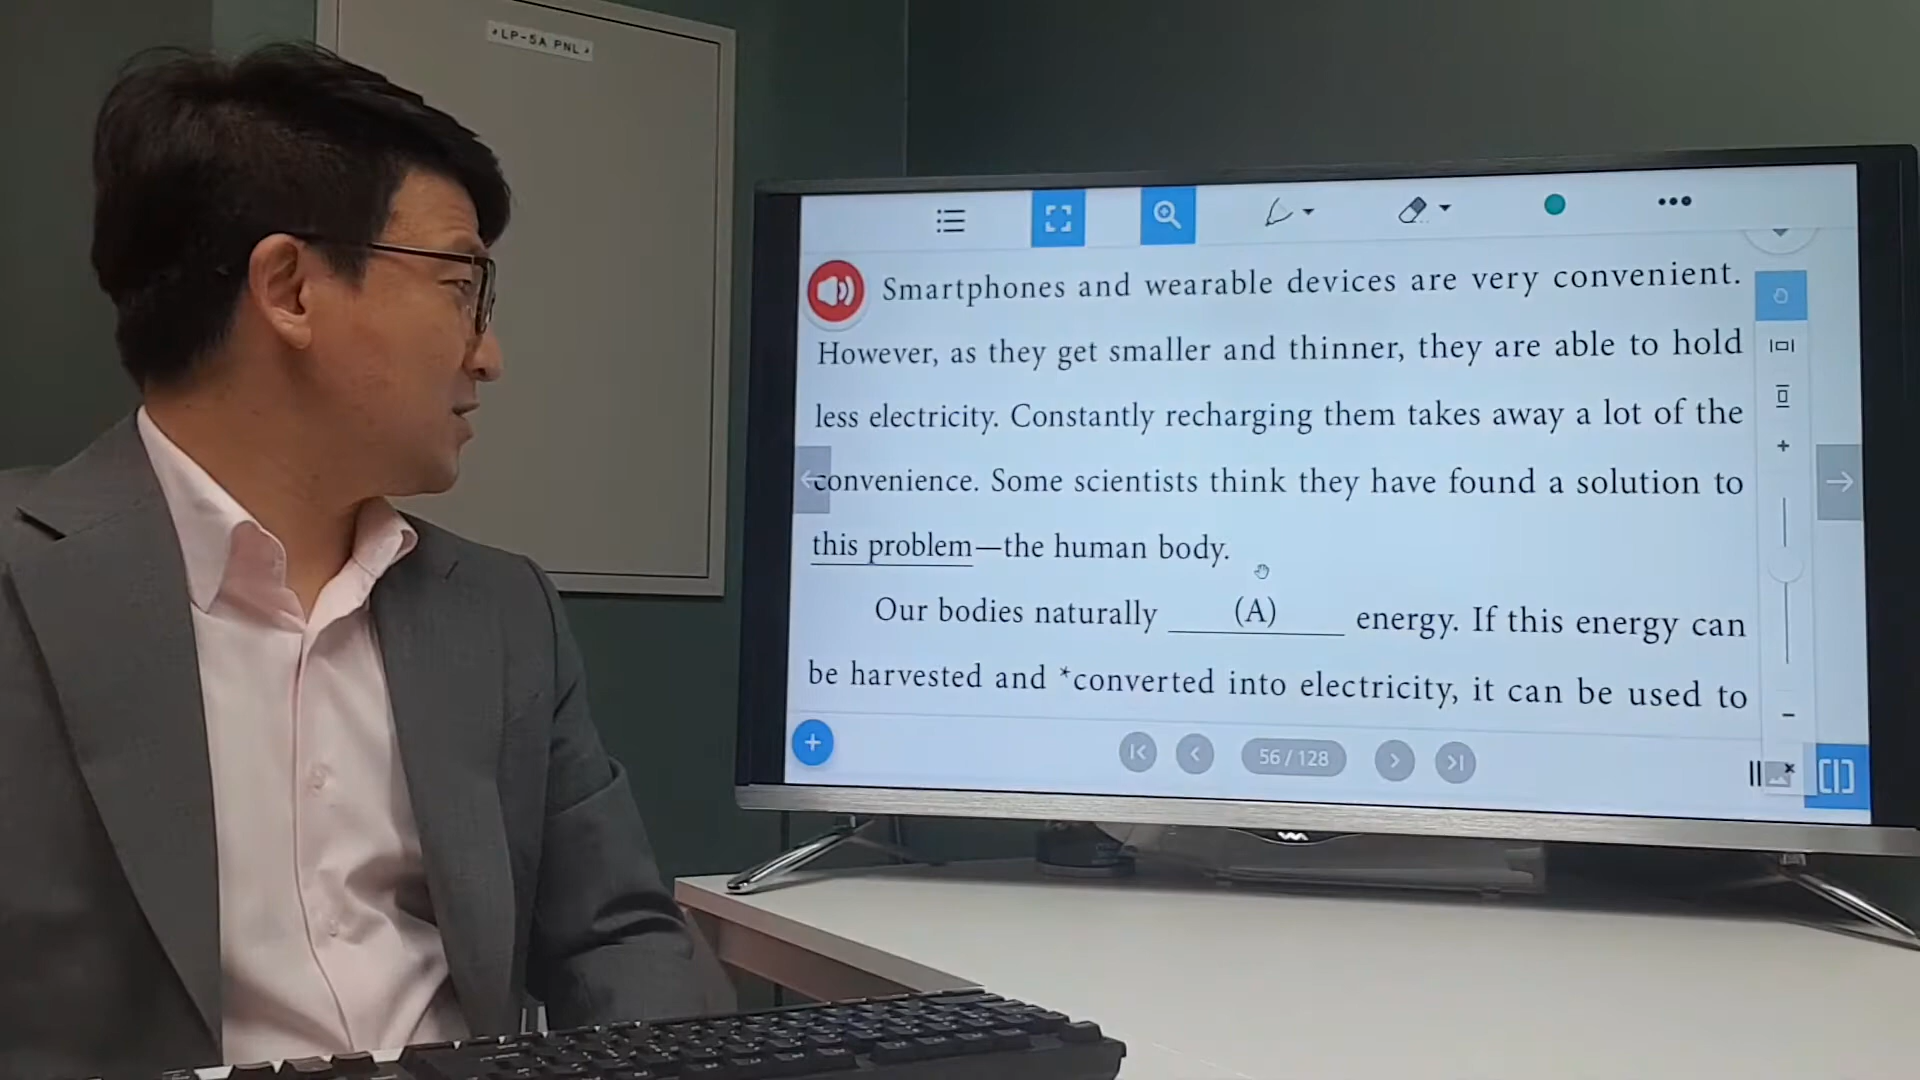 LP-5A PNL
Smartphones and wearable devices are very convenient.
However, as they get smaller and thinner, they are able to hold
less electricity. Constantly recharging them takes away a lot of the
convenience. Some scientists think they have found a solution to
this problem—the human body.
Our bodies naturally (A) energy. If this energy can
be harvested and *converted into electricity, it can be used to
56 / 128